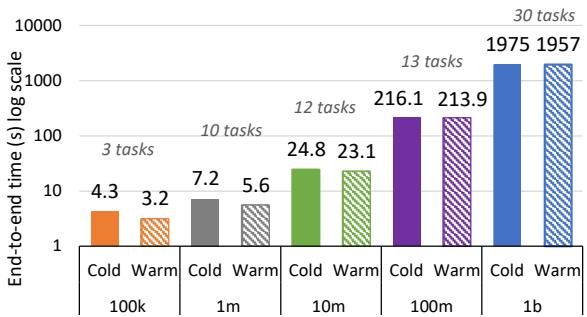 End-to-end time (s) log scale
10000
1000
100
10
1
3 tasks
10 tasks
12 tasks
13 tasks
30 tasks
4.3 3.2
7.2 5.6
24.8 23.1
216.1 213.9
1975 1957
Cold Warm Cold Warm Cold Warm Cold Warm Cold Warm
100k 1m 10m 100m 1b